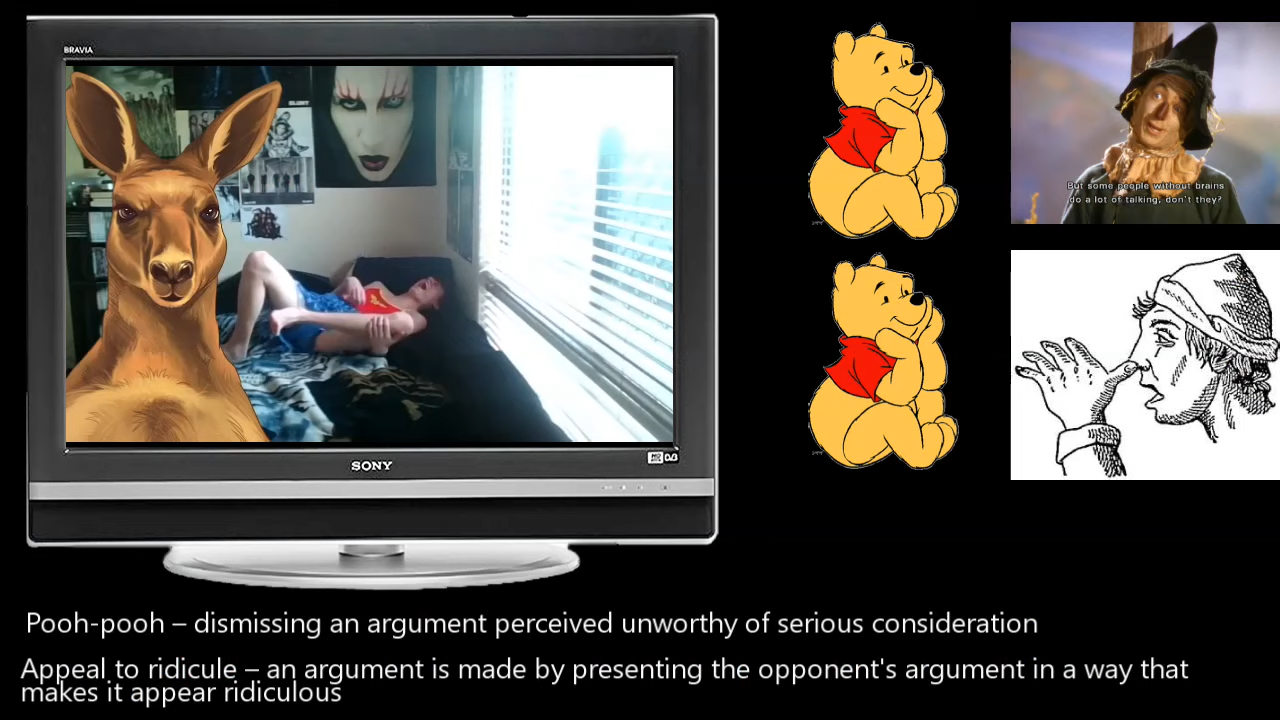 BRAVIA
But some people without brains
do a lot of talking, don't they?
SONY
Pooh-pooh – dismissing an argument perceived unworthy of serious consideration
Appeal to ridicule – an argument is made by presenting the opponent's argument in a way that
makes it appear ridiculous